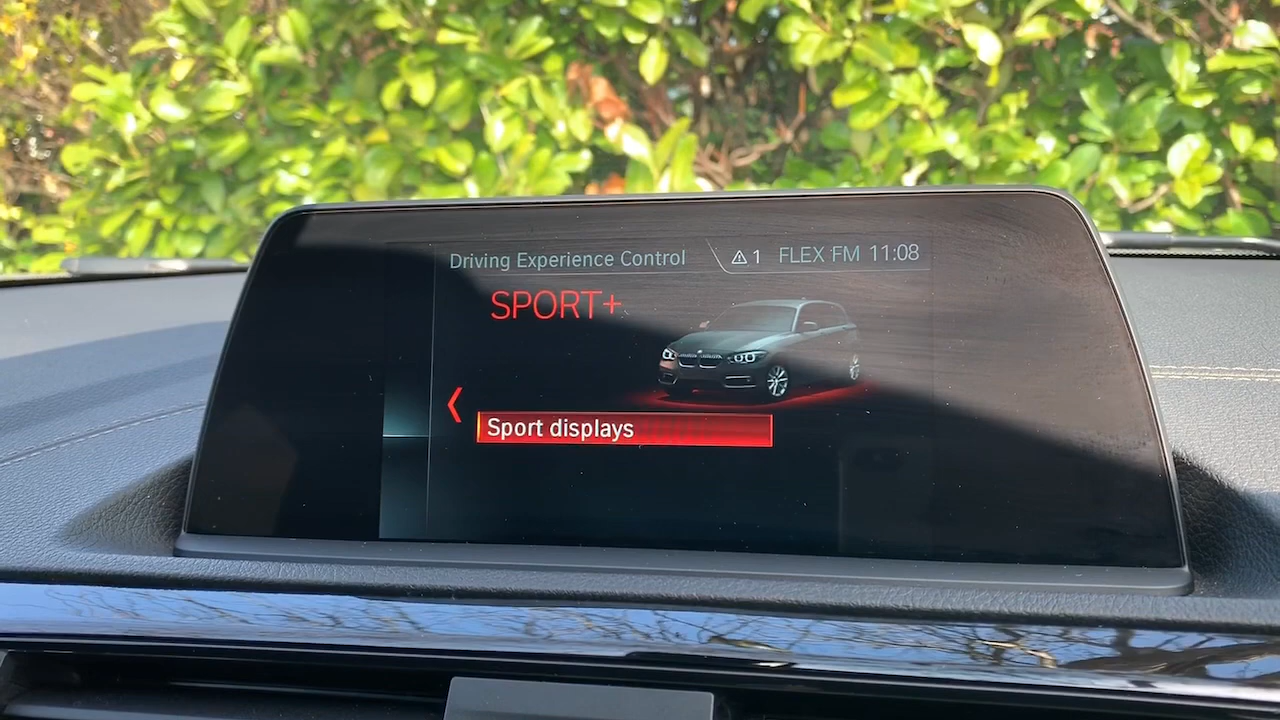 Driving Experience Control
1 FLEX FM 11:08
SPORT+
Sport displays